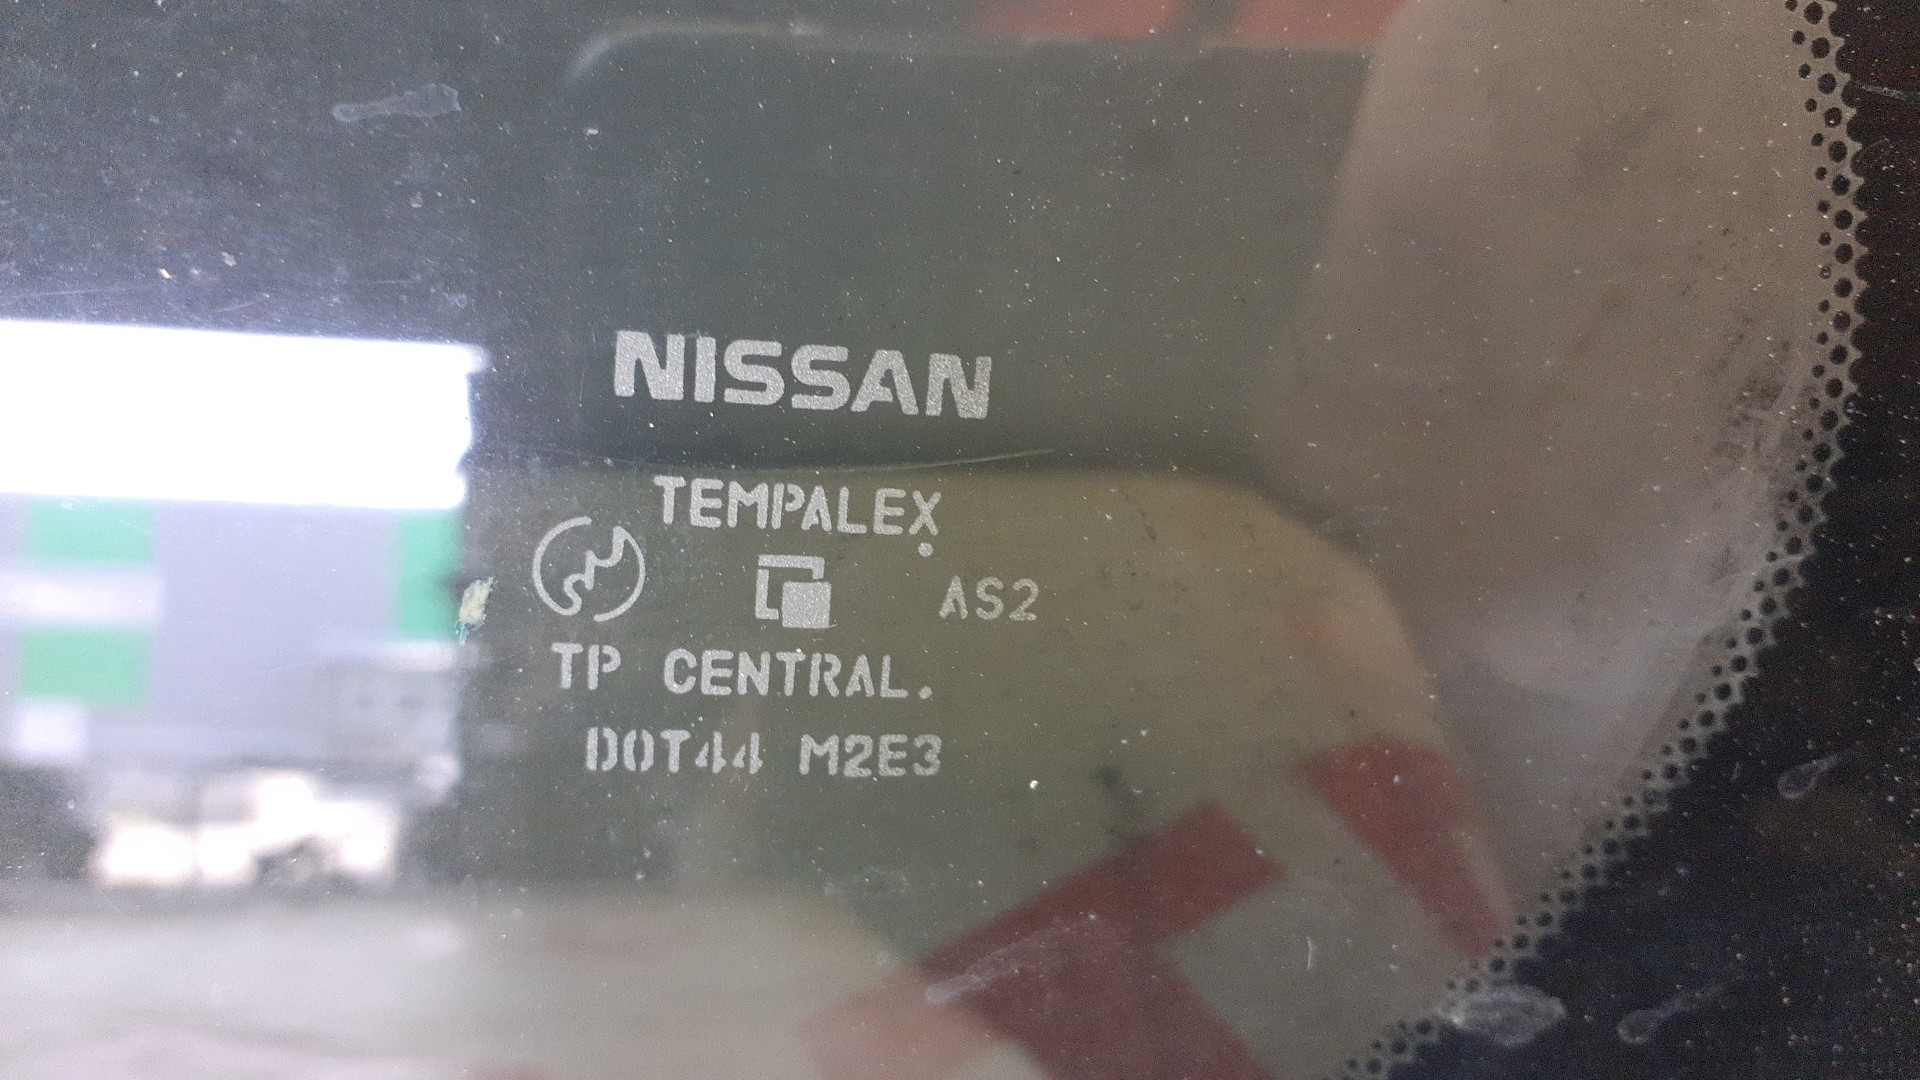 NISSAN
TEMPALEX
AS2
TP CENTRAL.
DOT44 M2E3